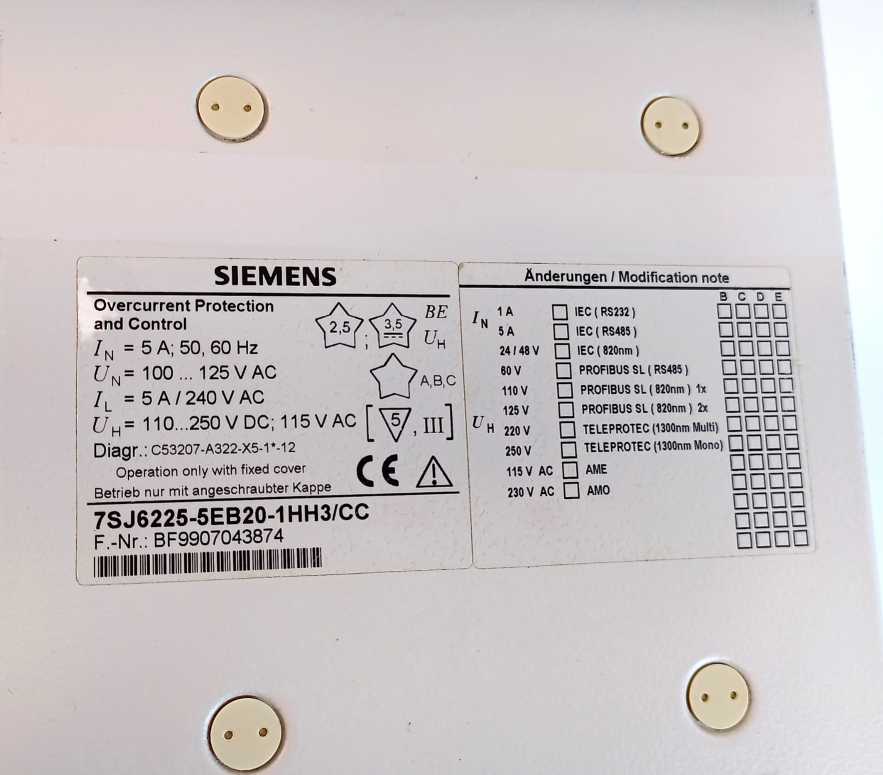 SIEMENS
Overcurrent Protection
and Control
IN = 5 A; 50, 60 Hz
UN = 100 ... 125 V AC
IL = 5 A / 240 V AC
UH = 110...250 V DC; 115 V AC
2,5 ; 3,5 BE
UH
A,B,C
[ 5 , III ]
Diagr.: C53207-A322-X5-1*-12
Operation only with fixed cover
Betrieb nur mit angeschraubter Kappe
CE
7SJ6225-5EB20-1HH3/CC
F.-Nr.: BF9907043874
Änderungen / Modification note
B C D E
IN 1 A IEC ( RS232 )
5 A IEC ( RS485 )
24 / 48 V IEC ( 820nm )
60 V PROFIBUS SL ( RS485 )
110 V PROFIBUS SL ( 820nm ) 1x
125 V PROFIBUS SL ( 820nm ) 2x
UH 220 V TELEPROTEC (1300nm Multi)
250 V TELEPROTEC (1300nm Mono)
115 V AC AME
230 V AC AMO